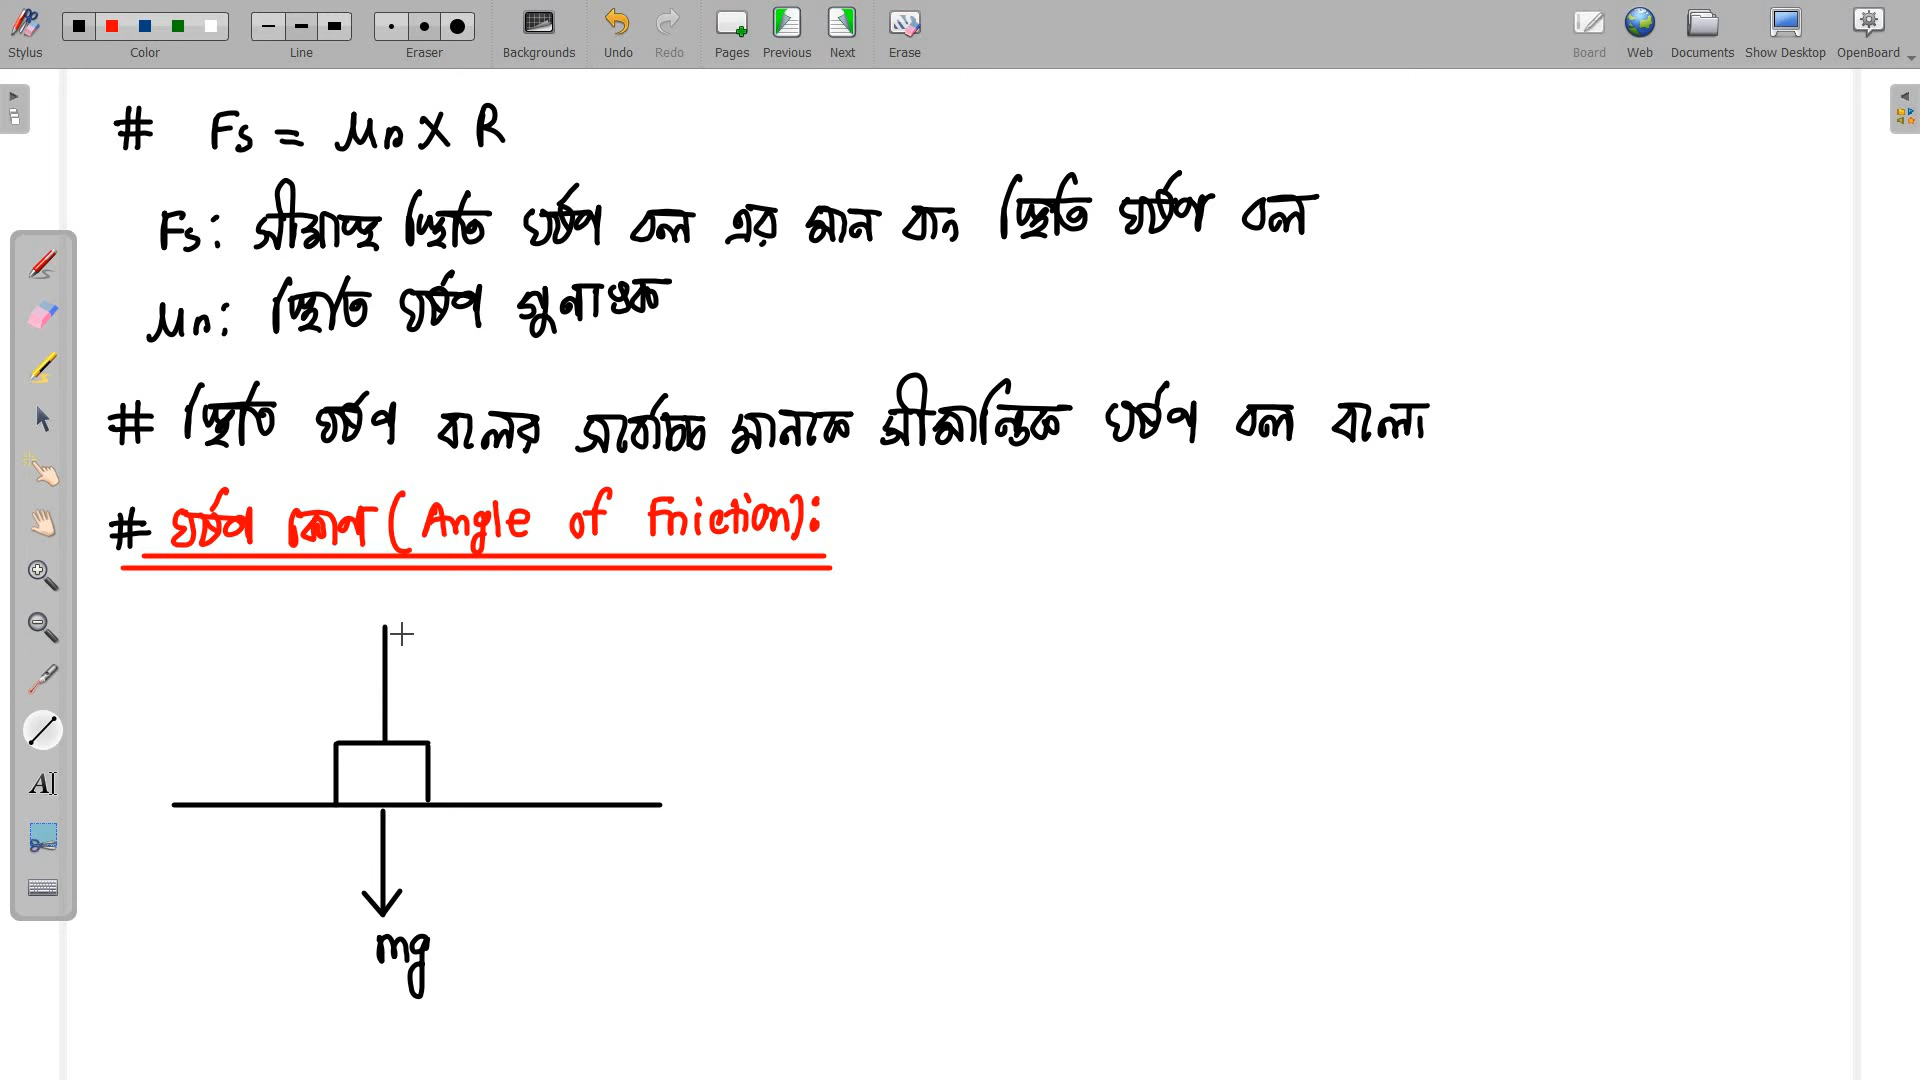 Stylus Color Line Eraser Backgrounds Undo Redo Pages Previous Next Erase Board Web Documents Show Desktop OpenBoard
# Fs = μn X R
Fs: সীমাস্থ স্থিতি ঘর্ষণ বল এর মান বা স্থিতি ঘর্ষণ বল
μn: স্থিতি ঘর্ষণ গুনাঙ্ক
# স্থিতি ঘর্ষণ বলের সর্বোচ্চ মানকে সীমান্তিক ঘর্ষণ বল বলে।
# ঘর্ষণ কোণ (Angle of Friction):
mg